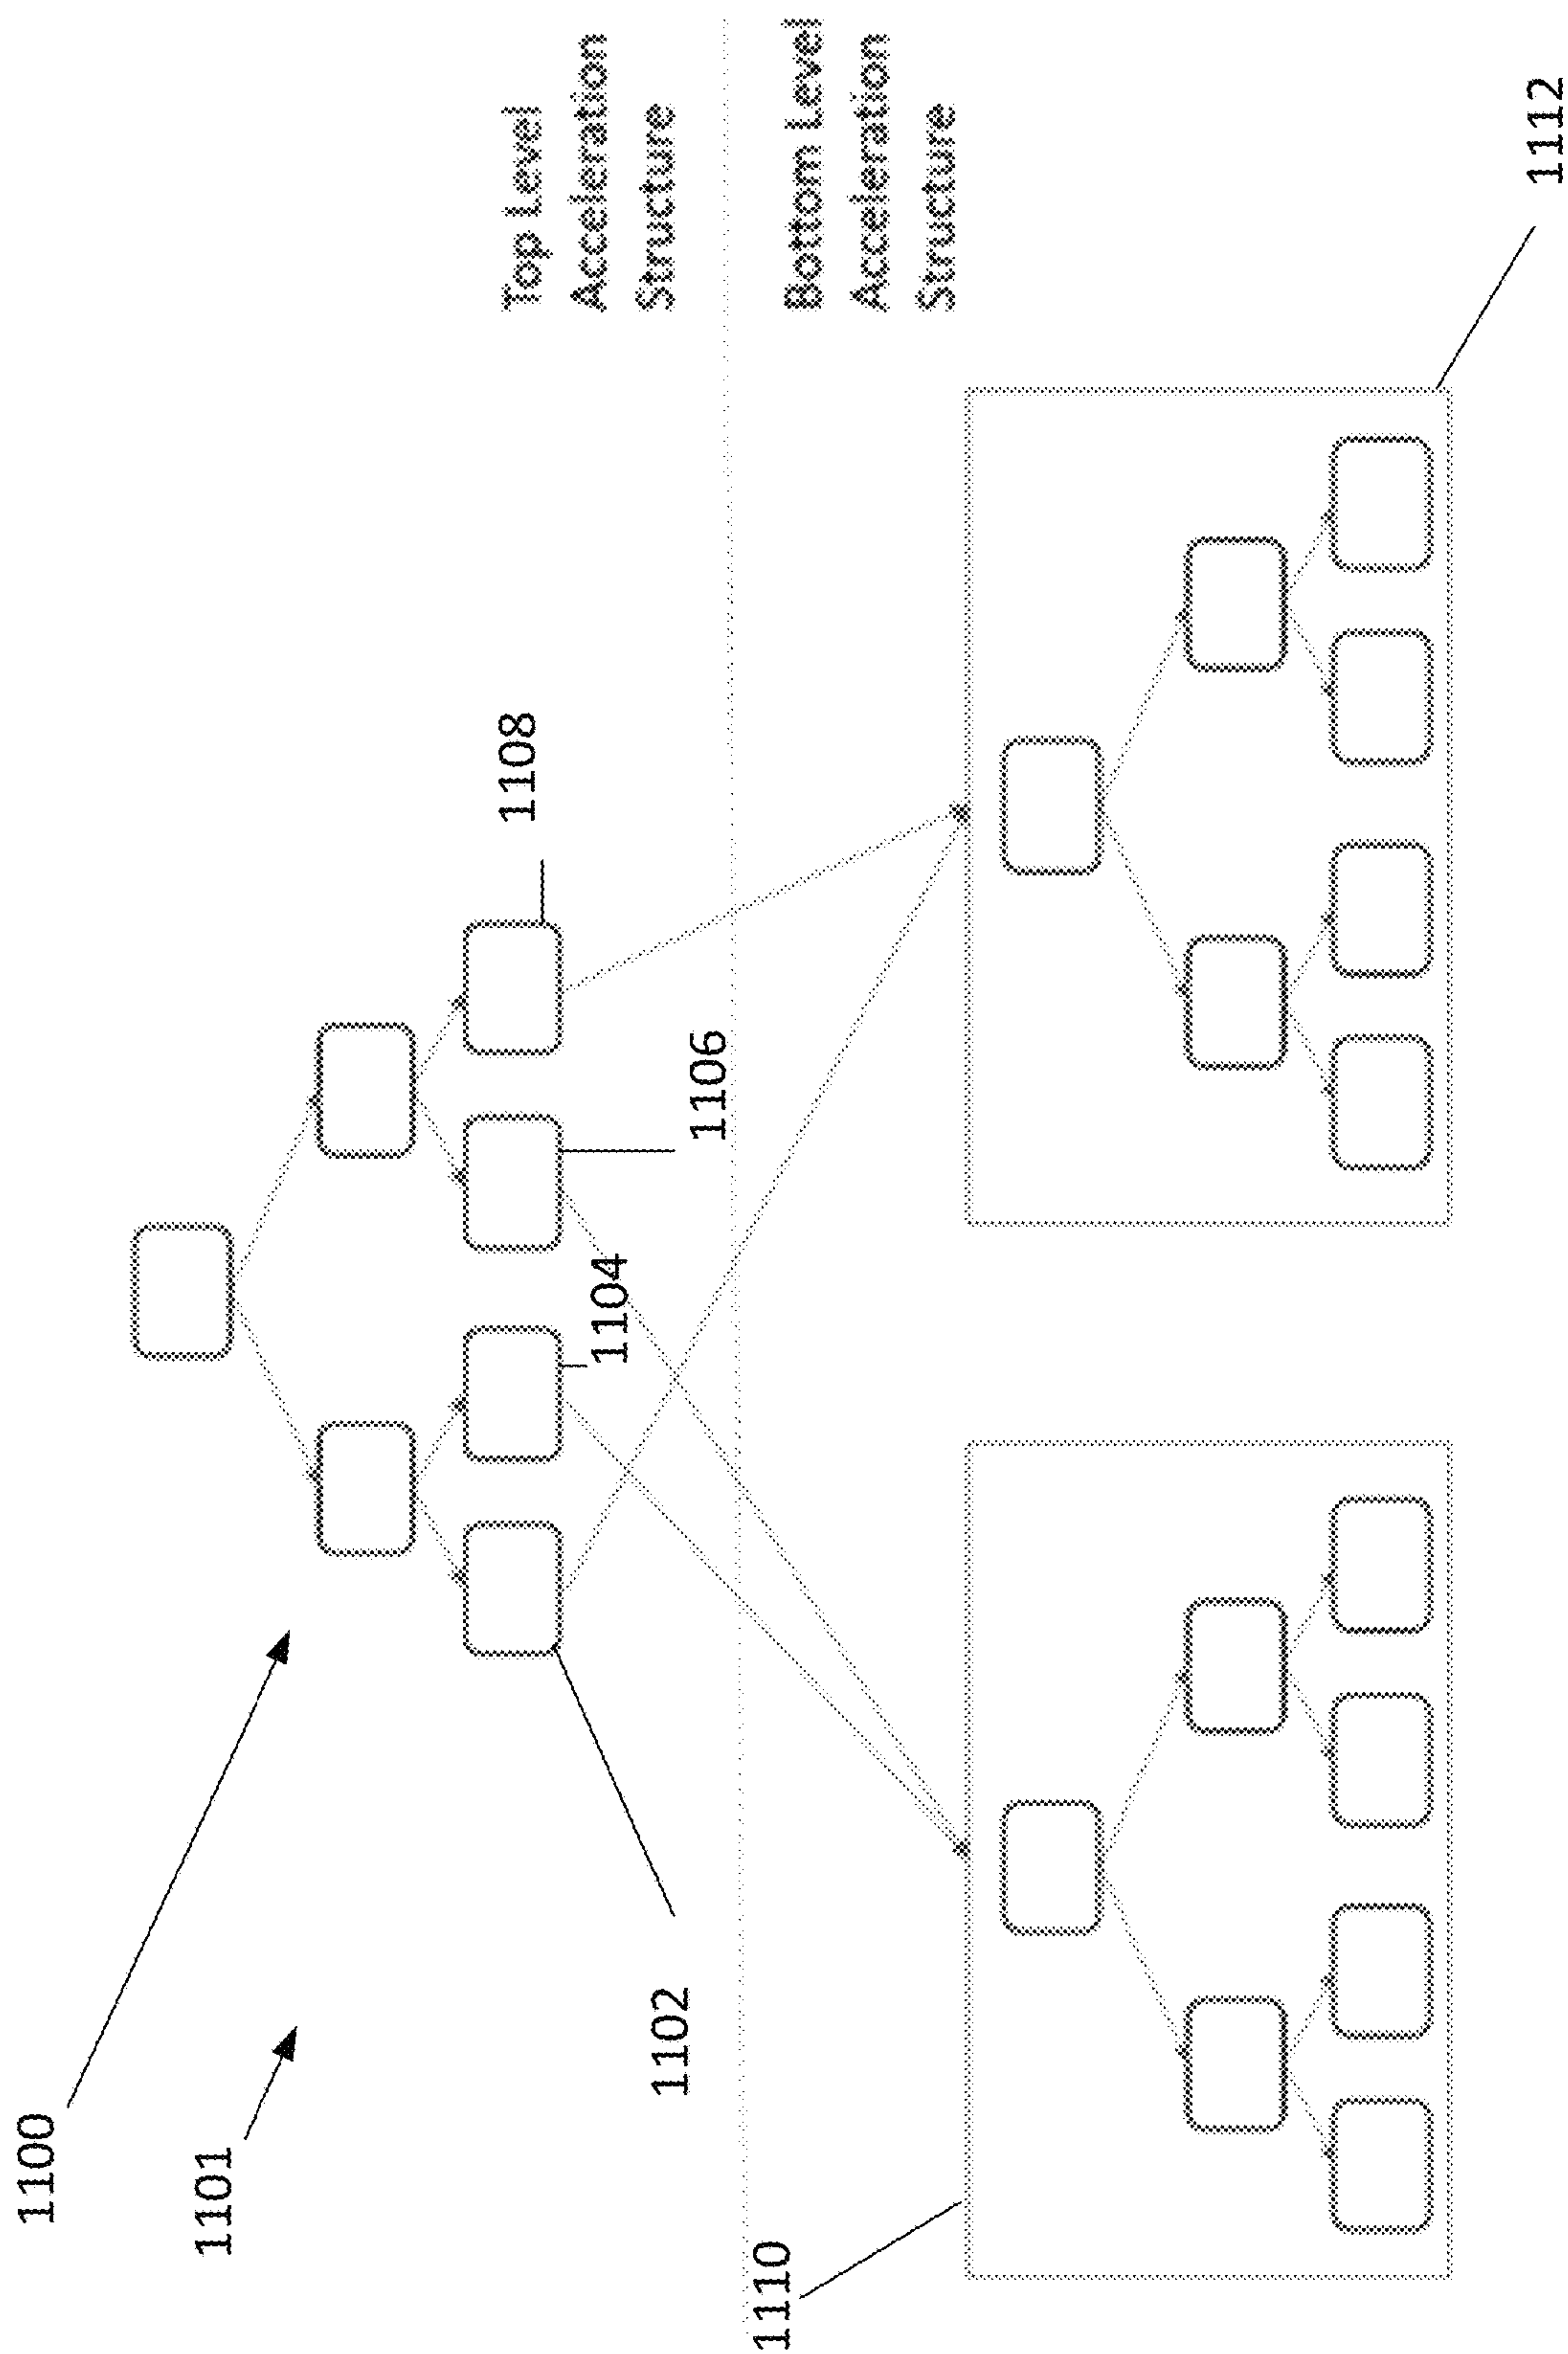 1100
1101
1102
1104
1106
1108
Top Level
Acceleration
Structure
Bottom Level
Acceleration
Structure
1110
1112